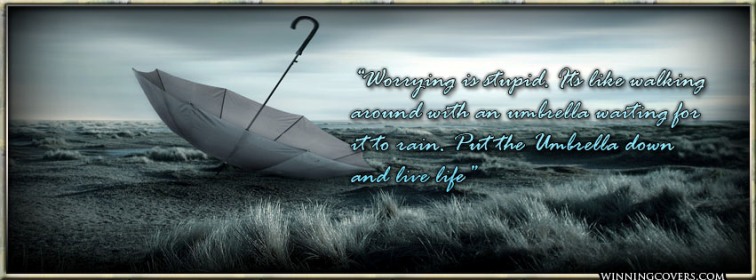 "Worrying is stupid. Its like walking
around with an umbrella waiting for
it to rain. Put the Umbrella down
and live life"
WINNINGCOVERS.COM